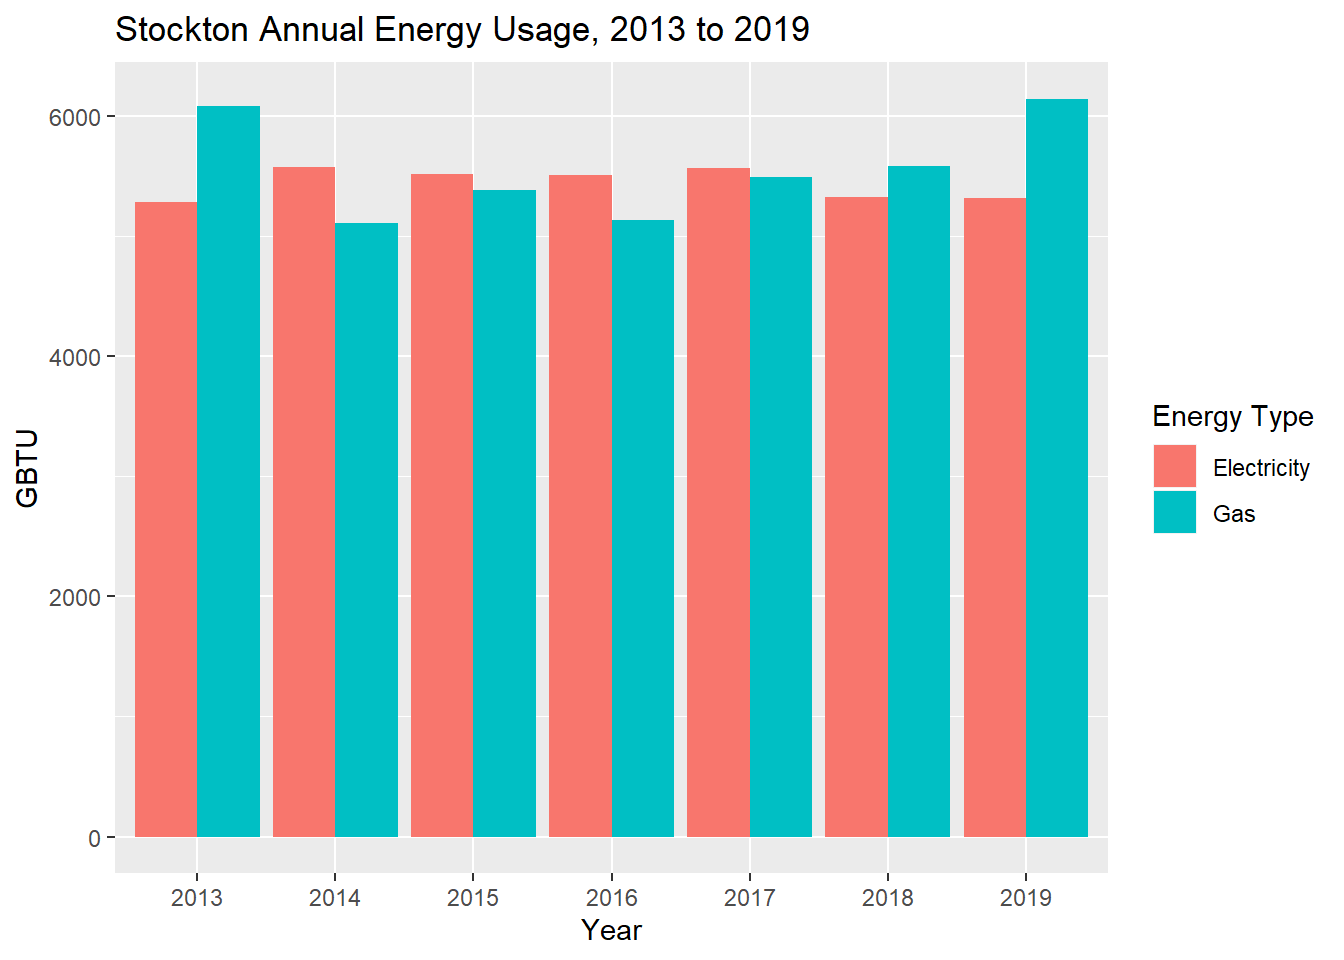 Stockton Annual Energy Usage, 2013 to 2019
6000
4000
2000
0
GBTU
2013 2014 2015 2016 2017 2018 2019
Year
Energy Type
Electricity
Gas